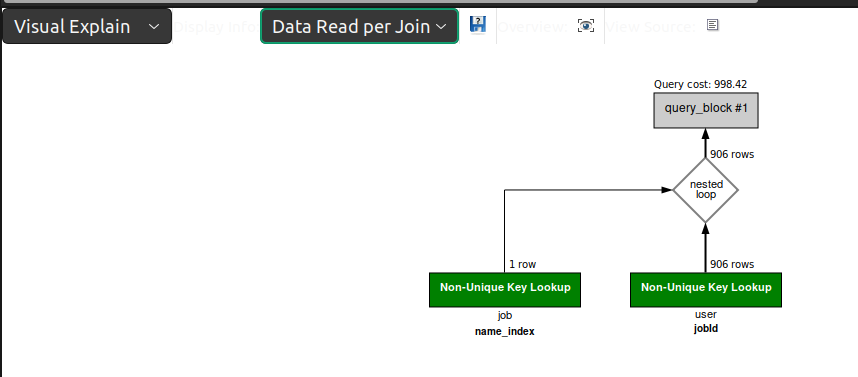 Visual Explain Display Info: Data Read per Join Overview: View Source:
Query cost: 998.42
query_block #1
906 rows
nested
loop
1 row
906 rows
Non-Unique Key Lookup
Non-Unique Key Lookup
job
user
name_index
jobId